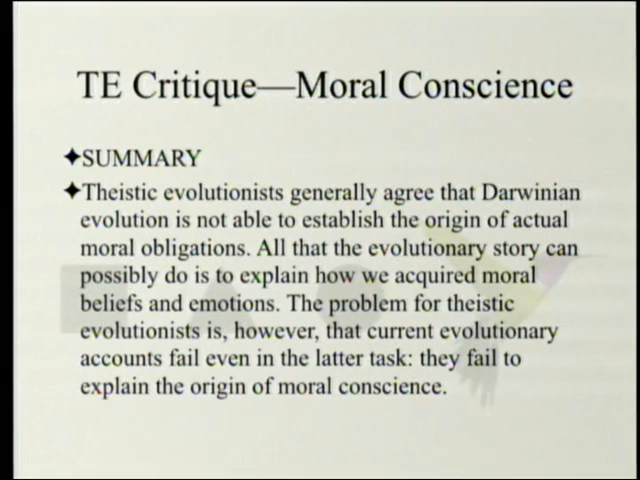 TE Critique—Moral Conscience
✦SUMMARY
✦Theistic evolutionists generally agree that Darwinian
evolution is not able to establish the origin of actual
moral obligations. All that the evolutionary story can
possibly do is to explain how we acquired moral
beliefs and emotions. The problem for theistic
evolutionists is, however, that current evolutionary
accounts fail even in the latter task: they fail to
explain the origin of moral conscience.